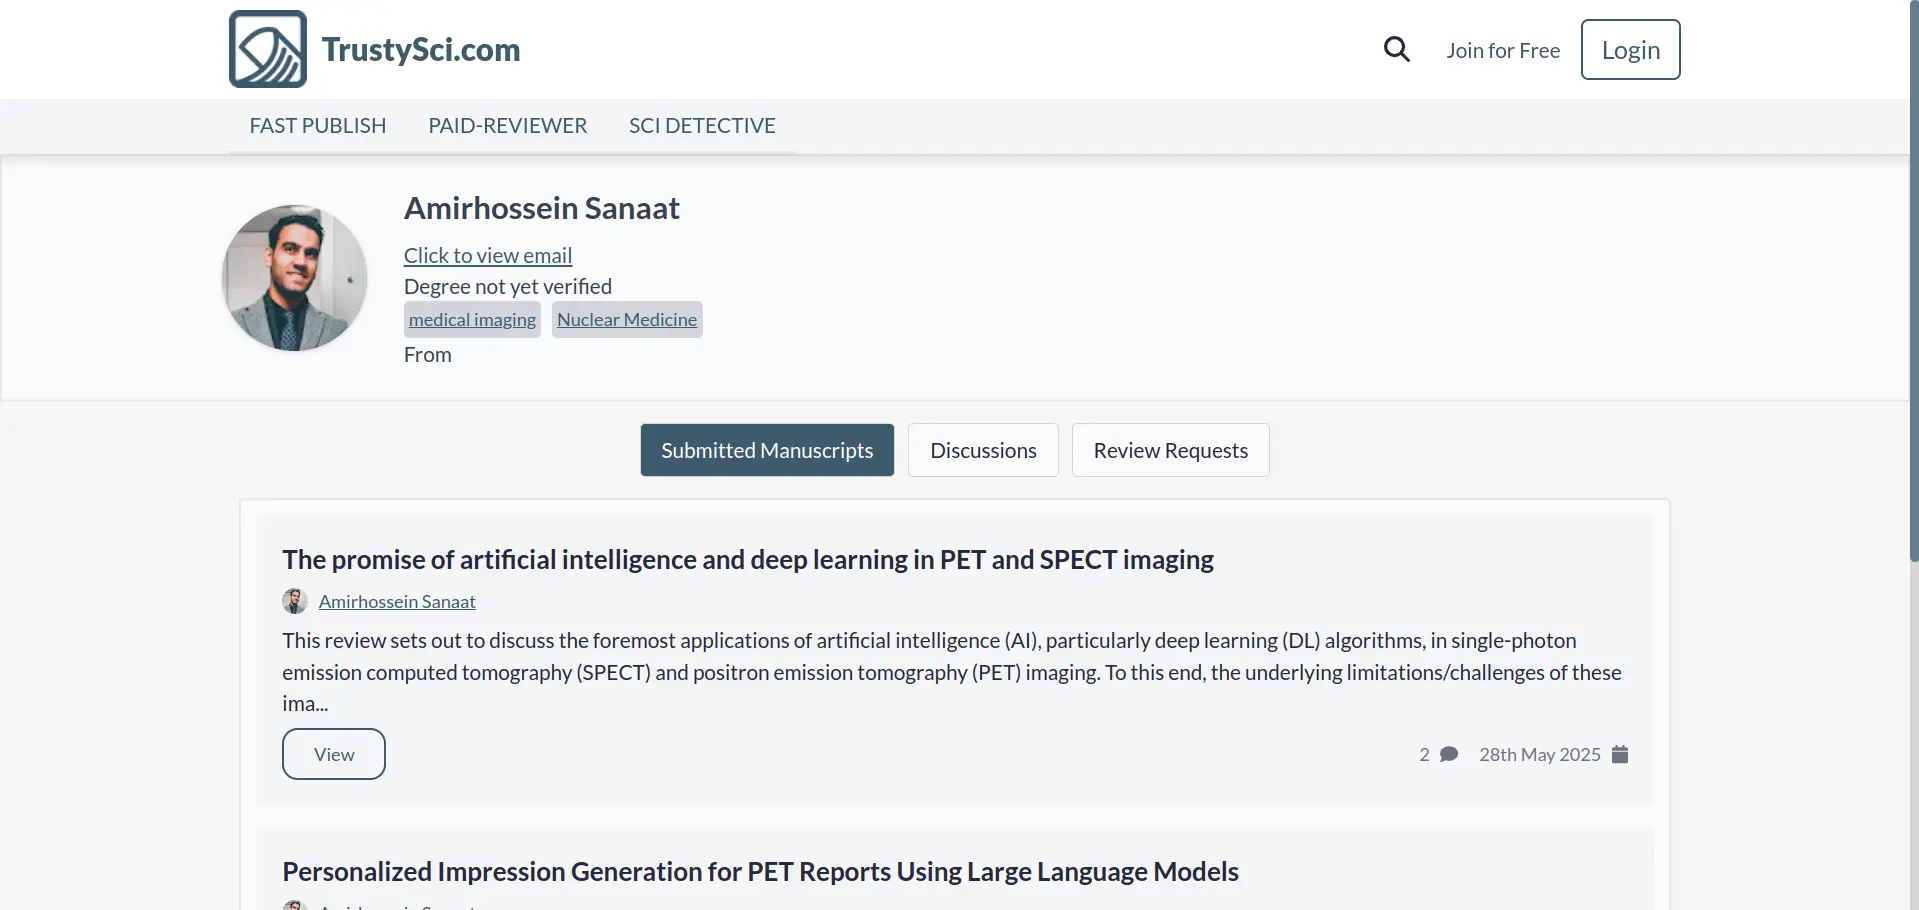 TrustySci.com
Join for Free
Login
FAST PUBLISH
PAID-REVIEWER
SCI DETECTIVE
Amirhossein Sanaat
Click to view email
Degree not yet verified
medical imaging
Nuclear Medicine
From
Submitted Manuscripts
Discussions
Review Requests
The promise of artificial intelligence and deep learning in PET and SPECT imaging
Amirhossein Sanaat
This review sets out to discuss the foremost applications of artificial intelligence (AI), particularly deep learning (DL) algorithms, in single-photon
emission computed tomography (SPECT) and positron emission tomography (PET) imaging. To this end, the underlying limitations/challenges of these
ima...
View
2
28th May 2025
Personalized Impression Generation for PET Reports Using Large Language Models